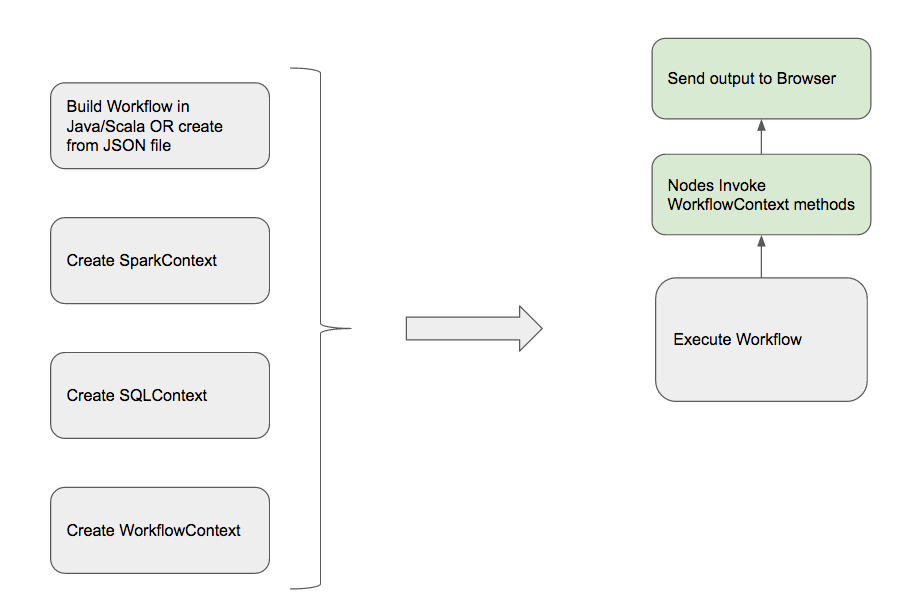 Build Workflow in
Java/Scala OR create
from JSON file
Create SparkContext
Create SQLContext
Create WorkflowContext
Send output to Browser
Nodes Invoke
WorkflowContext methods
Execute Workflow